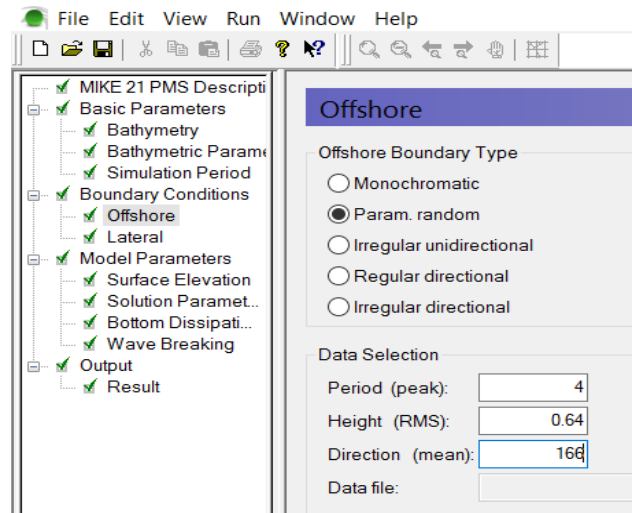 File Edit View Run Window Help
MIKE 21 PMS Descripti
Basic Parameters
Bathymetry
Bathymetric Parame
Simulation Period
Boundary Conditions
Offshore
Lateral
Model Parameters
Surface Elevation
Solution Paramet...
Bottom Dissipati...
Wave Breaking
Output
Result
Offshore
Offshore Boundary Type
Monochromatic
Param. random
Irregular unidirectional
Regular directional
Irregular directional
Data Selection
Period (peak): 4
Height (RMS): 0.64
Direction (mean): 166
Data file: